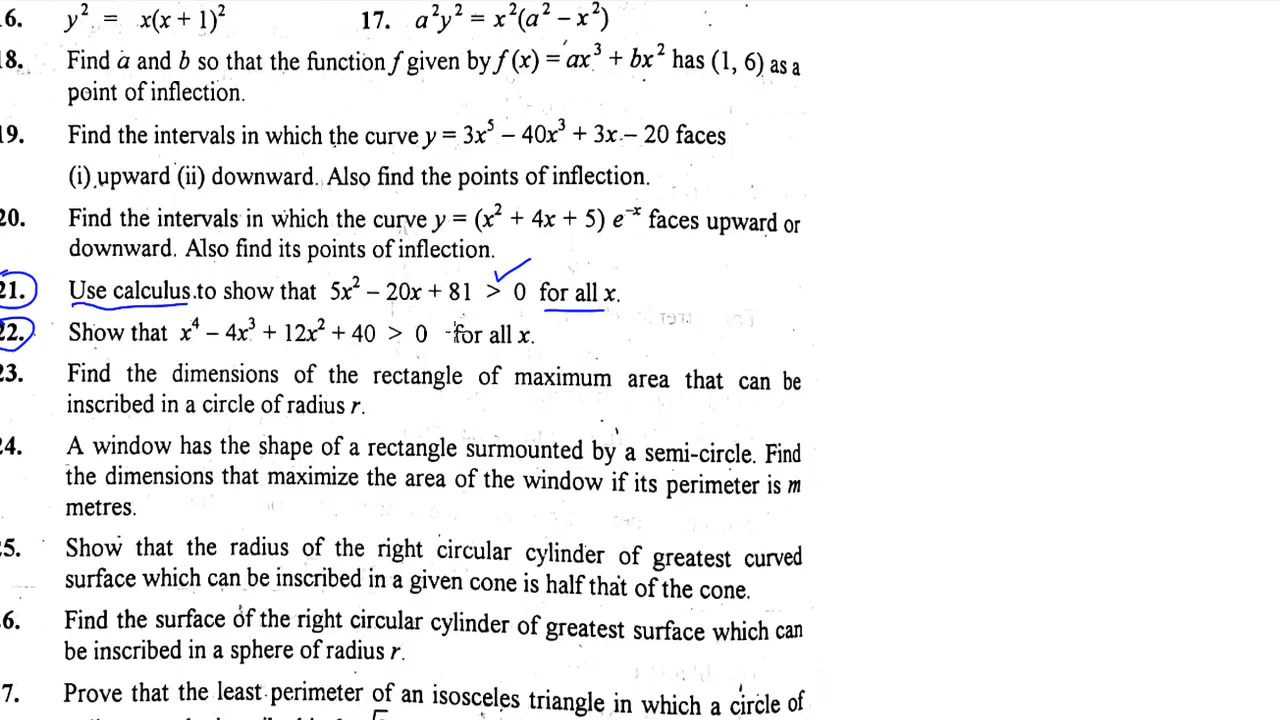 6. y² = x(x + 1)² 17. a²y² = x²(a² – x²)
18. Find a and b so that the function f given by f(x) = ax³ + bx² has (1, 6) as a
point of inflection.
19. Find the intervals in which the curve y = 3x⁵ – 40x³ + 3x – 20 faces
(i) upward (ii) downward. Also find the points of inflection.
20. Find the intervals in which the curve y = (x² + 4x + 5) e⁻ˣ faces upward or
downward. Also find its points of inflection.
21. Use calculus to show that 5x² – 20x + 81 > 0 for all x.
22. Show that x⁴ – 4x³ + 12x² + 40 > 0 for all x.
23. Find the dimensions of the rectangle of maximum area that can be
inscribed in a circle of radius r.
24. A window has the shape of a rectangle surmounted by a semi-circle. Find
the dimensions that maximize the area of the window if its perimeter is m
metres.
5. Show that the radius of the right circular cylinder of greatest curved
surface which can be inscribed in a given cone is half that of the cone.
6. Find the surface of the right circular cylinder of greatest surface which can
be inscribed in a sphere of radius r.
7. Prove that the least perimeter of an isosceles triangle in which a circle of